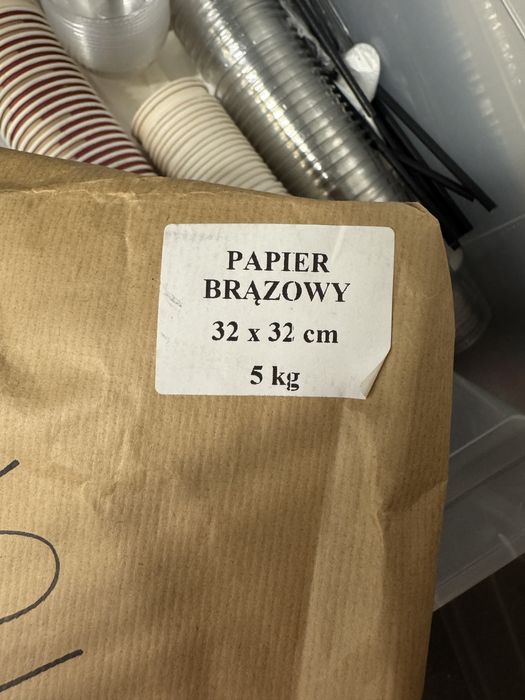 PAPIER
BRĄZOWY
32 x 32 cm
5 kg